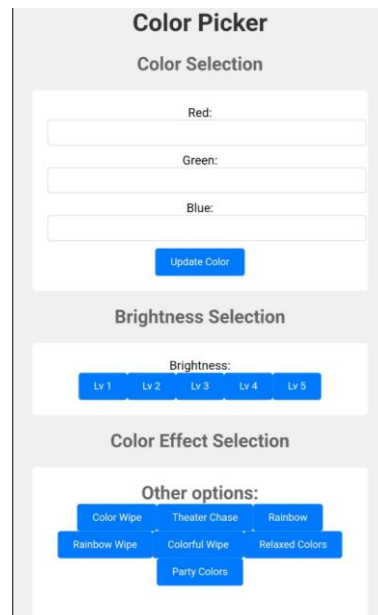 Color Picker
Color Selection
Red:
Green:
Blue:
Update Color
Brightness Selection
Brightness:
Lv 1 Lv 2 Lv 3 Lv 4 Lv 5
Color Effect Selection
Other options:
Color Wipe Theater Chase Rainbow
Rainbow Wipe Colorful Wipe Relaxed Colors
Party Colors